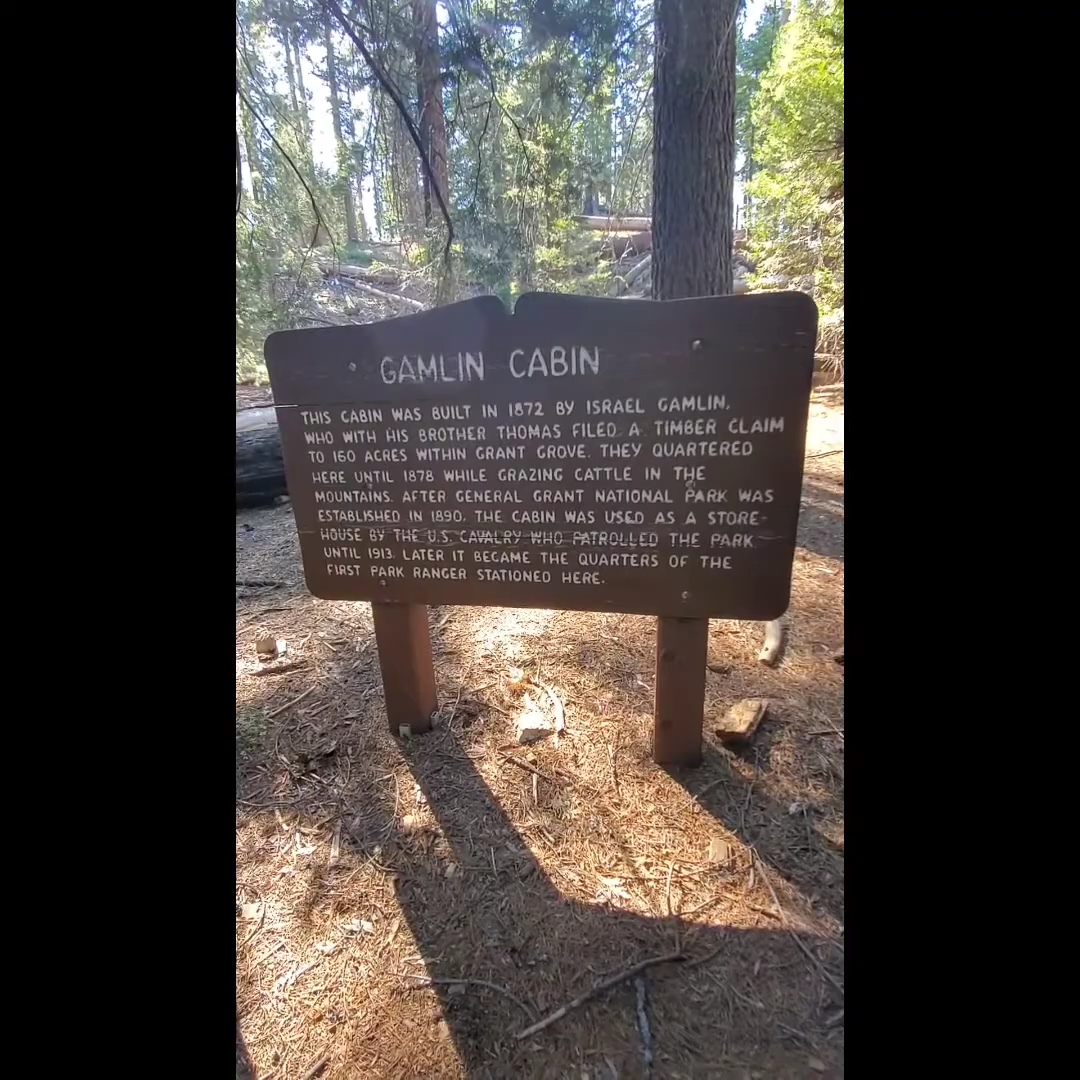 GAMLIN CABIN
THIS CABIN WAS BUILT IN 1872 BY ISRAEL GAMLIN,
WHO WITH HIS BROTHER THOMAS FILED A TIMBER CLAIM
TO 160 ACRES WITHIN GRANT GROVE. THEY QUARTERED
HERE UNTIL 1878 WHILE GRAZING CATTLE IN THE
MOUNTAINS. AFTER GENERAL GRANT NATIONAL PARK WAS
ESTABLISHED IN 1890, THE CABIN WAS USED AS A STORE-
HOUSE BY THE U.S. CAVALRY WHO PATROLLED THE PARK
UNTIL 1913. LATER IT BECAME THE QUARTERS OF THE
FIRST PARK RANGER STATIONED HERE.